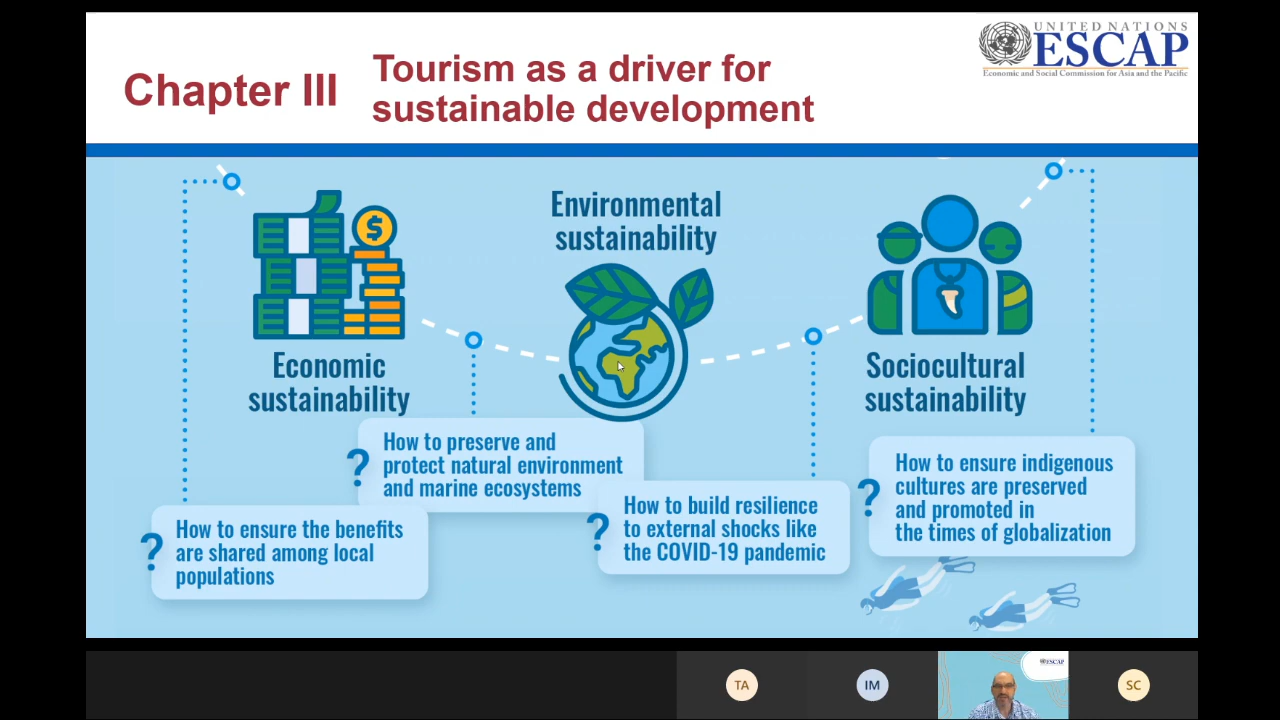 Chapter III
Tourism as a driver for
sustainable development
UNITED NATIONS
ESCAP
Economic and Social Commission for Asia and the Pacific
$
Economic
sustainability
Environmental
sustainability
Sociocultural
sustainability
?
How to ensure the benefits
are shared among local
populations
?
How to preserve and
protect natural environment
and marine ecosystems
?
How to build resilience
to external shocks like
the COVID-19 pandemic
?
How to ensure indigenous
cultures are preserved
and promoted in
the times of globalization
TA
IM
ESCAP
SC